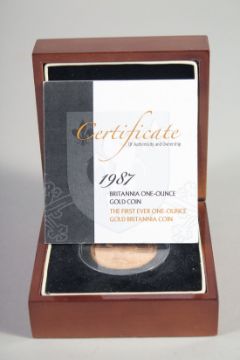 Certificate
Of Authenticity and Ownership
1987
BRITANNIA ONE-OUNCE
GOLD COIN
THE FIRST EVER ONE-OUNCE
GOLD BRITANNIA COIN